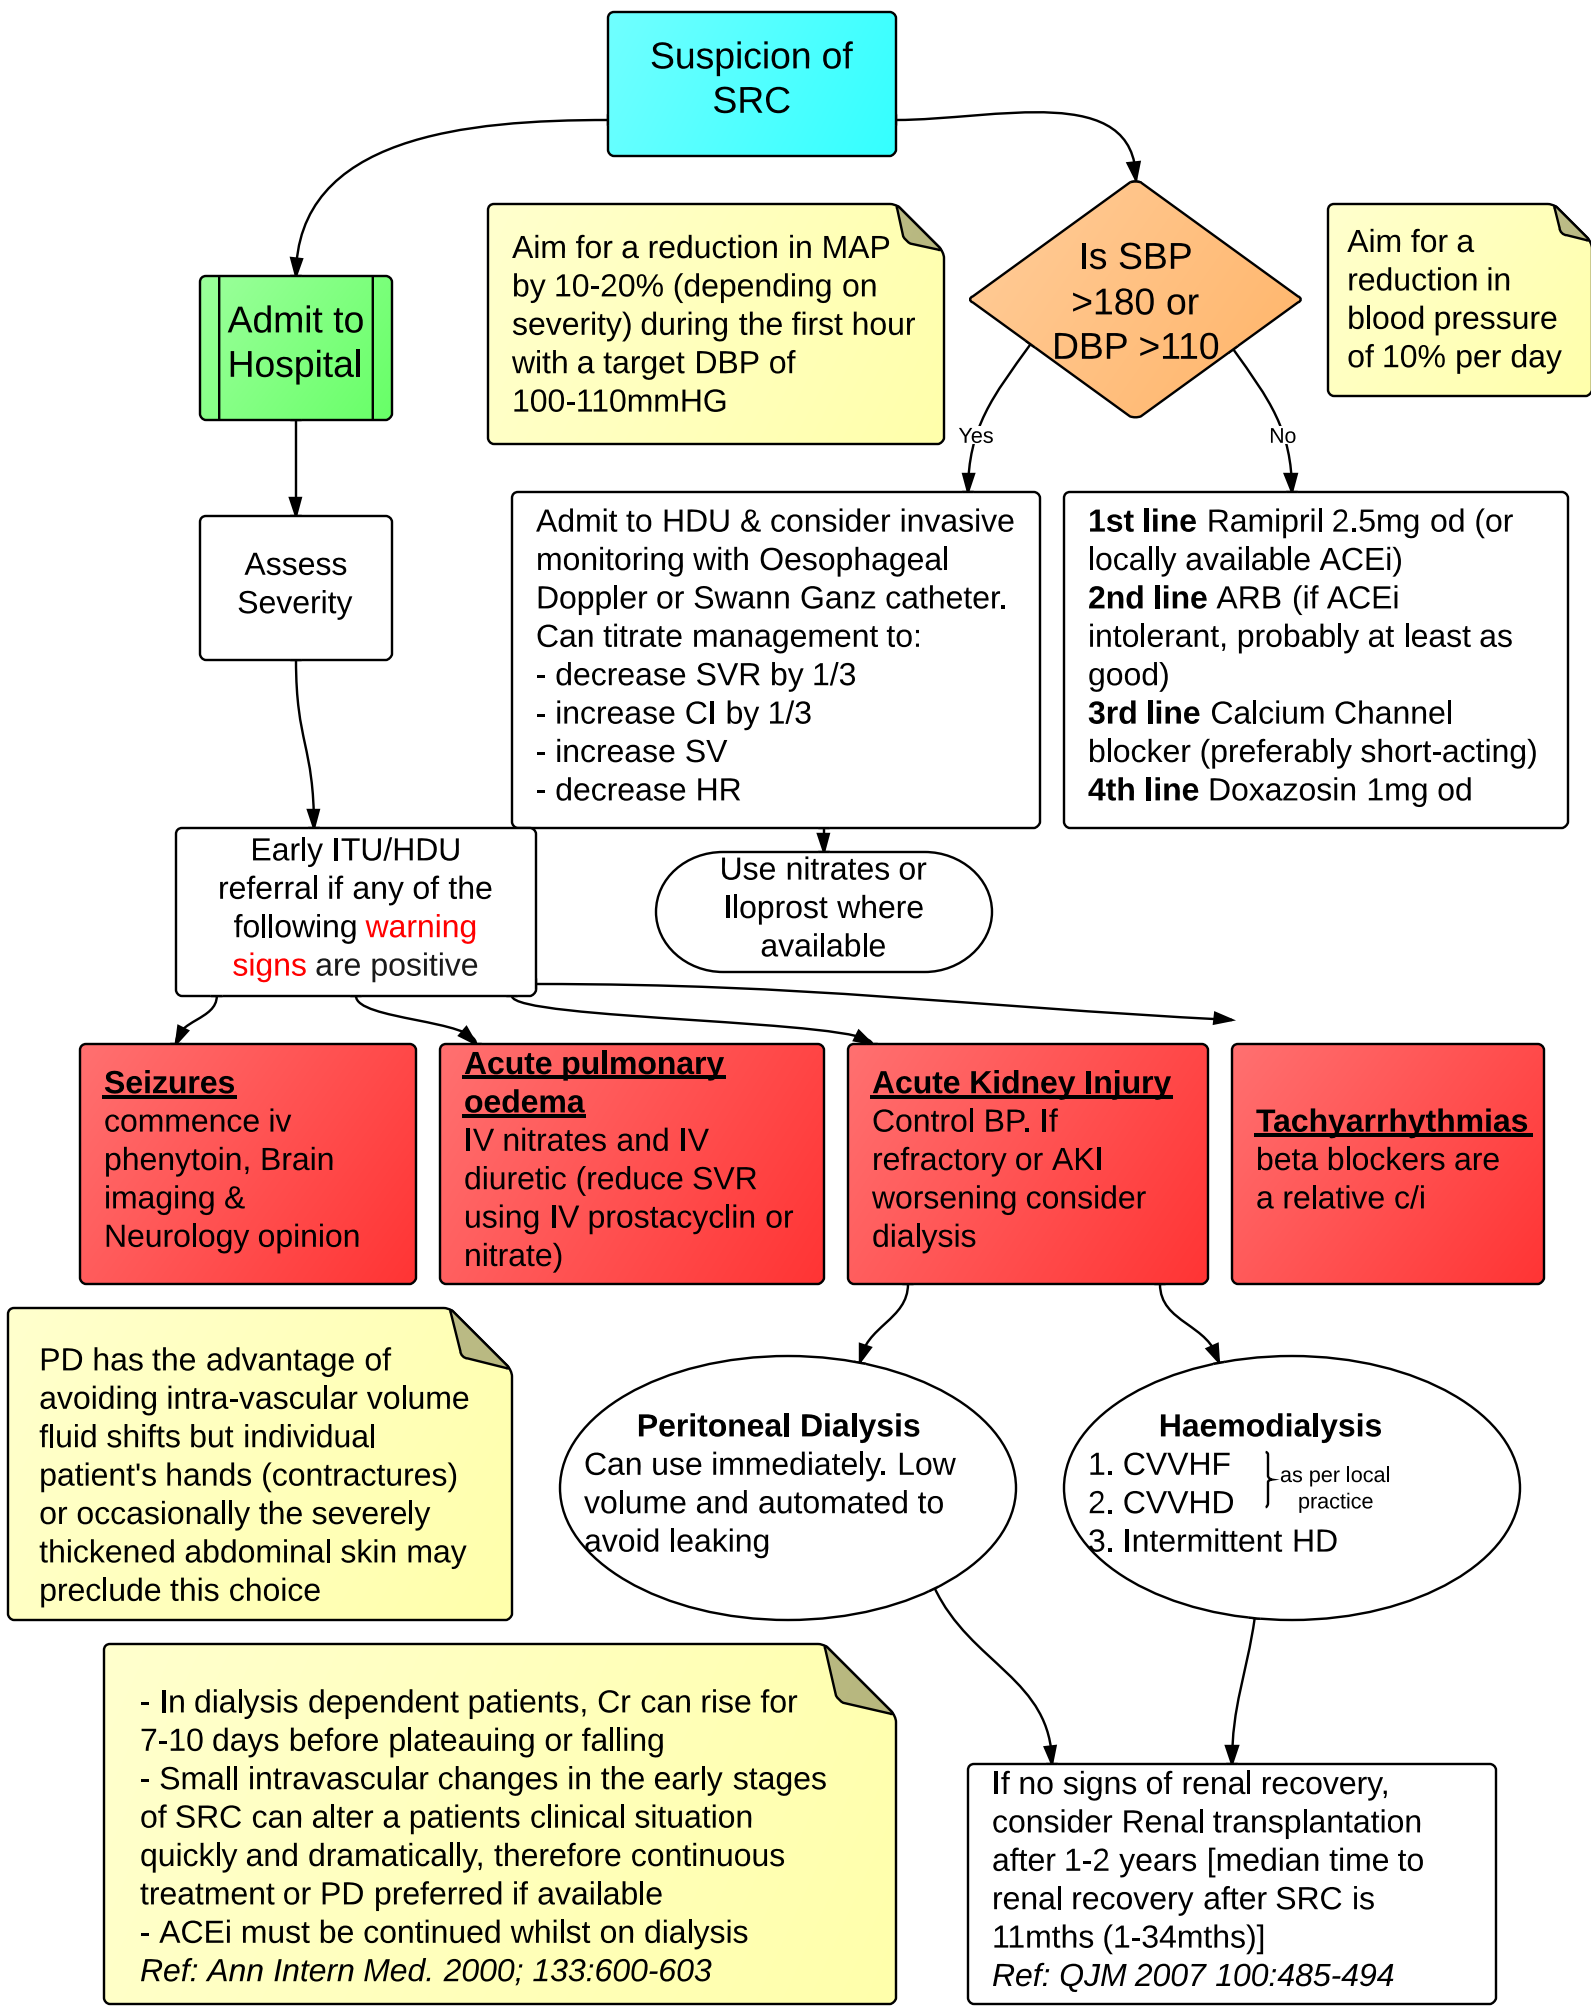 Suspicion of
SRC
Admit to
Hospital
Aim for a reduction in MAP
by 10-20% (depending on
severity) during the first hour
with a target DBP of
100-110mmHG
Is SBP
>180 or
DBP >110
Aim for a
reduction in
blood pressure
of 10% per day
Yes
No
Assess
Severity
Admit to HDU & consider invasive
monitoring with Oesophageal
Doppler or Swann Ganz catheter.
Can titrate management to:
- decrease SVR by 1/3
- increase CI by 1/3
- increase SV
- decrease HR
1st line Ramipril 2.5mg od (or
locally available ACEi)
2nd line ARB (if ACEi
intolerant, probably at least as
good)
3rd line Calcium Channel
blocker (preferably short-acting)
4th line Doxazosin 1mg od
Early ITU/HDU
referral if any of the
following warning
signs are positive
Use nitrates or
Iloprost where
available
Seizures
commence iv
phenytoin, Brain
imaging &
Neurology opinion
Acute pulmonary
oedema
IV nitrates and IV
diuretic (reduce SVR
using IV prostacyclin or
nitrate)
Acute Kidney Injury
Control BP. If
refractory or AKI
worsening consider
dialysis
Tachyarrhythmias
beta blockers are
a relative c/i
PD has the advantage of
avoiding intra-vascular volume
fluid shifts but individual
patient's hands (contractures)
or occasionally the severely
thickened abdominal skin may
preclude this choice
Peritoneal Dialysis
Can use immediately. Low
volume and automated to
avoid leaking
Haemodialysis
1. CVVHF
2. CVVHD
3. Intermittent HD
as per local
practice
- In dialysis dependent patients, Cr can rise for
7-10 days before plateauing or falling
- Small intravascular changes in the early stages
of SRC can alter a patients clinical situation
quickly and dramatically, therefore continuous
treatment or PD preferred if available
- ACEi must be continued whilst on dialysis
Ref: Ann Intern Med. 2000; 133:600-603
If no signs of renal recovery,
consider Renal transplantation
after 1-2 years [median time to
renal recovery after SRC is
11mths (1-34mths)]
Ref: QJM 2007 100:485-494